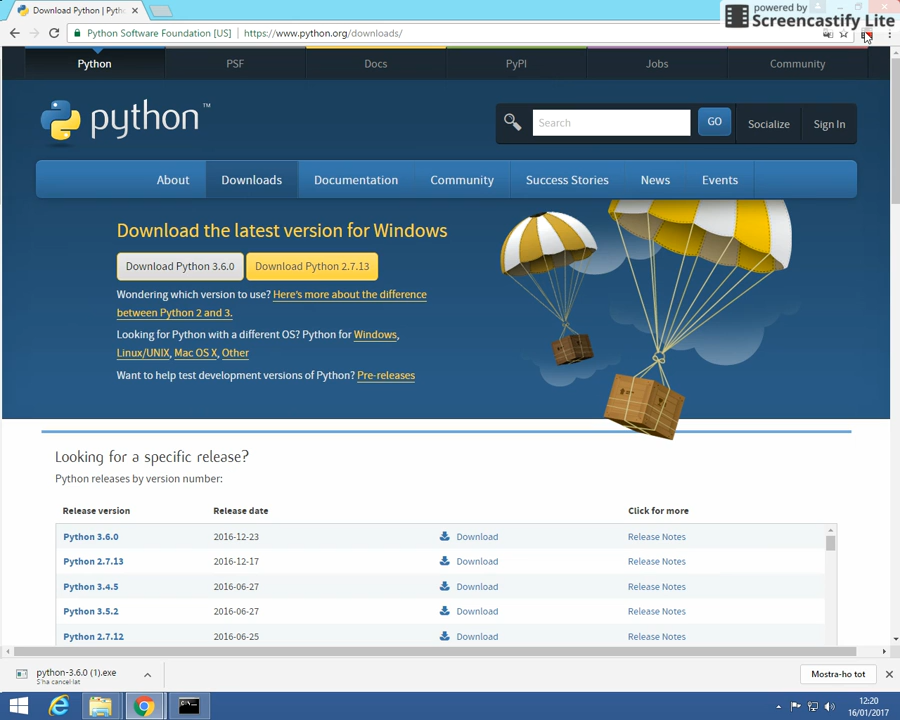 Download Python | Pyth
powered by
Screencastify Lite
Python Software Foundation [US]
https://www.python.org/downloads/
Python
PSF
Docs
PyPI
Jobs
Community
python™
Search
GO
Socialize
Sign In
About
Downloads
Documentation
Community
Success Stories
News
Events
Download the latest version for Windows
Download Python 3.6.0
Download Python 2.7.13
Wondering which version to use? Here's more about the difference
between Python 2 and 3.
Looking for Python with a different OS? Python for Windows,
Linux/UNIX, Mac OS X, Other
Want to help test development versions of Python? Pre-releases
Looking for a specific release?
Python releases by version number:
Release version Release date Click for more
Python 3.6.0 2016-12-23 Download Release Notes
Python 2.7.13 2016-12-17 Download Release Notes
Python 3.4.5 2016-06-27 Download Release Notes
Python 3.5.2 2016-06-27 Download Release Notes
Python 2.7.12 2016-06-25 Download Release Notes
python-3.6.0 (1).exe
S'ha cancel·lat
Mostra-ho tot
12:20
16/01/2017